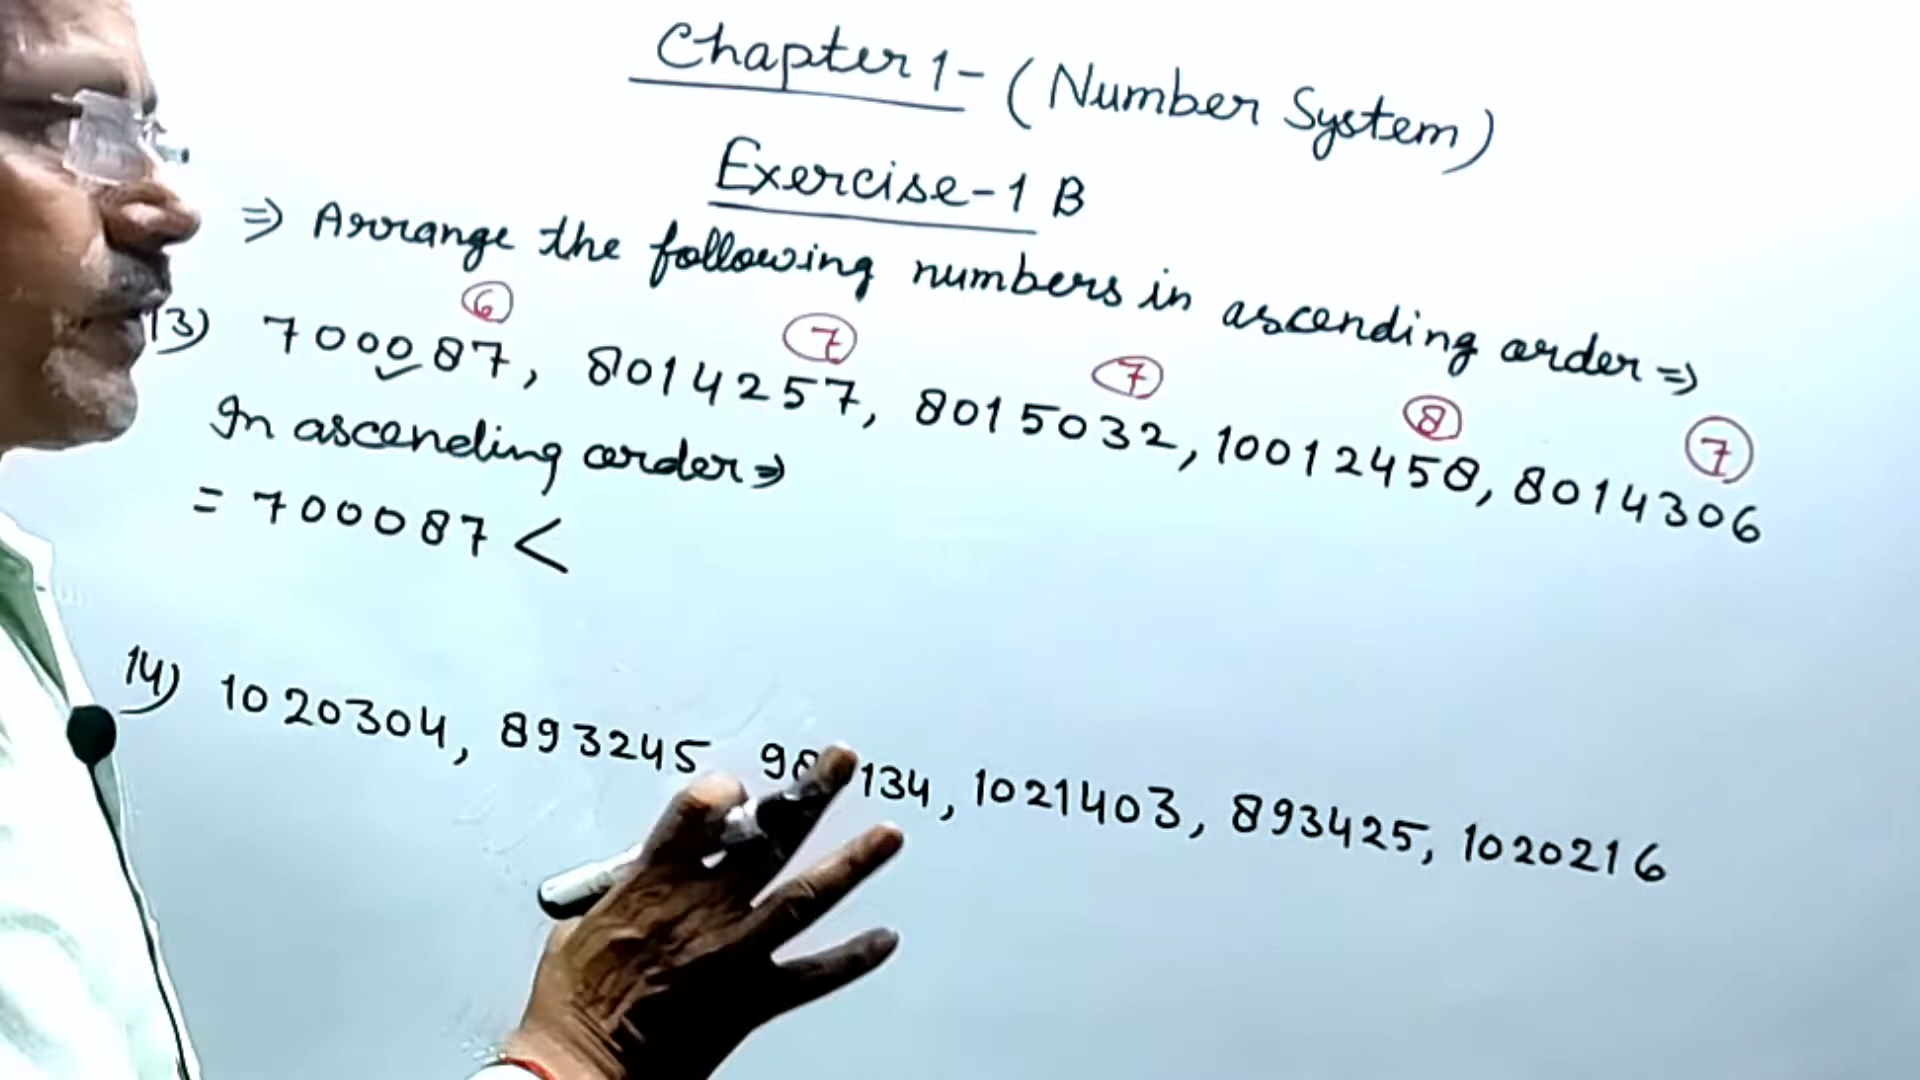 Chapter 1- (Number System)
Exercise-1 B
⇒ Arrange the following numbers in ascending order ⇒
6 7 7 8 7
13) 700087, 8014257, 8015032, 10012458, 8014306
In ascending order ⇒
= 700087 <
14) 1020304, 893245 134, 1021403, 893425, 1020216